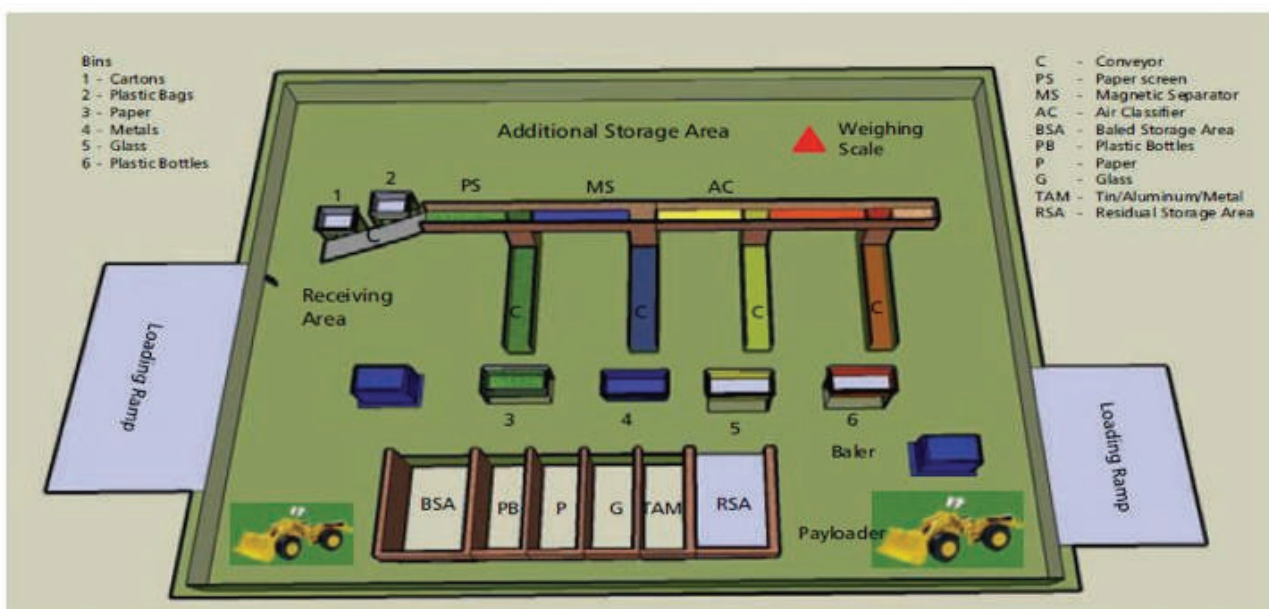 Bins
1 - Cartons
2 - Plastic Bags
3 - Paper
4 - Metals
5 - Glass
6 - Plastic Bottles
C - Conveyor
PS - Paper screen
MS - Magnetic Separator
AC - Air Classifier
BSA - Baled Storage Area
PB - Plastic Bottles
P - Paper
G - Glass
TAM - Tin/Aluminum/Metal
RSA - Residual Storage Area
Additional Storage Area
Weighing
Scale
1
2
PS
MS
AC
C
Receiving
Area
C
C
C
C
Loading Ramp
3
4
5
6
Baler
Loading Ramp
BSA
PB
P
G
TAM
RSA
Payloader